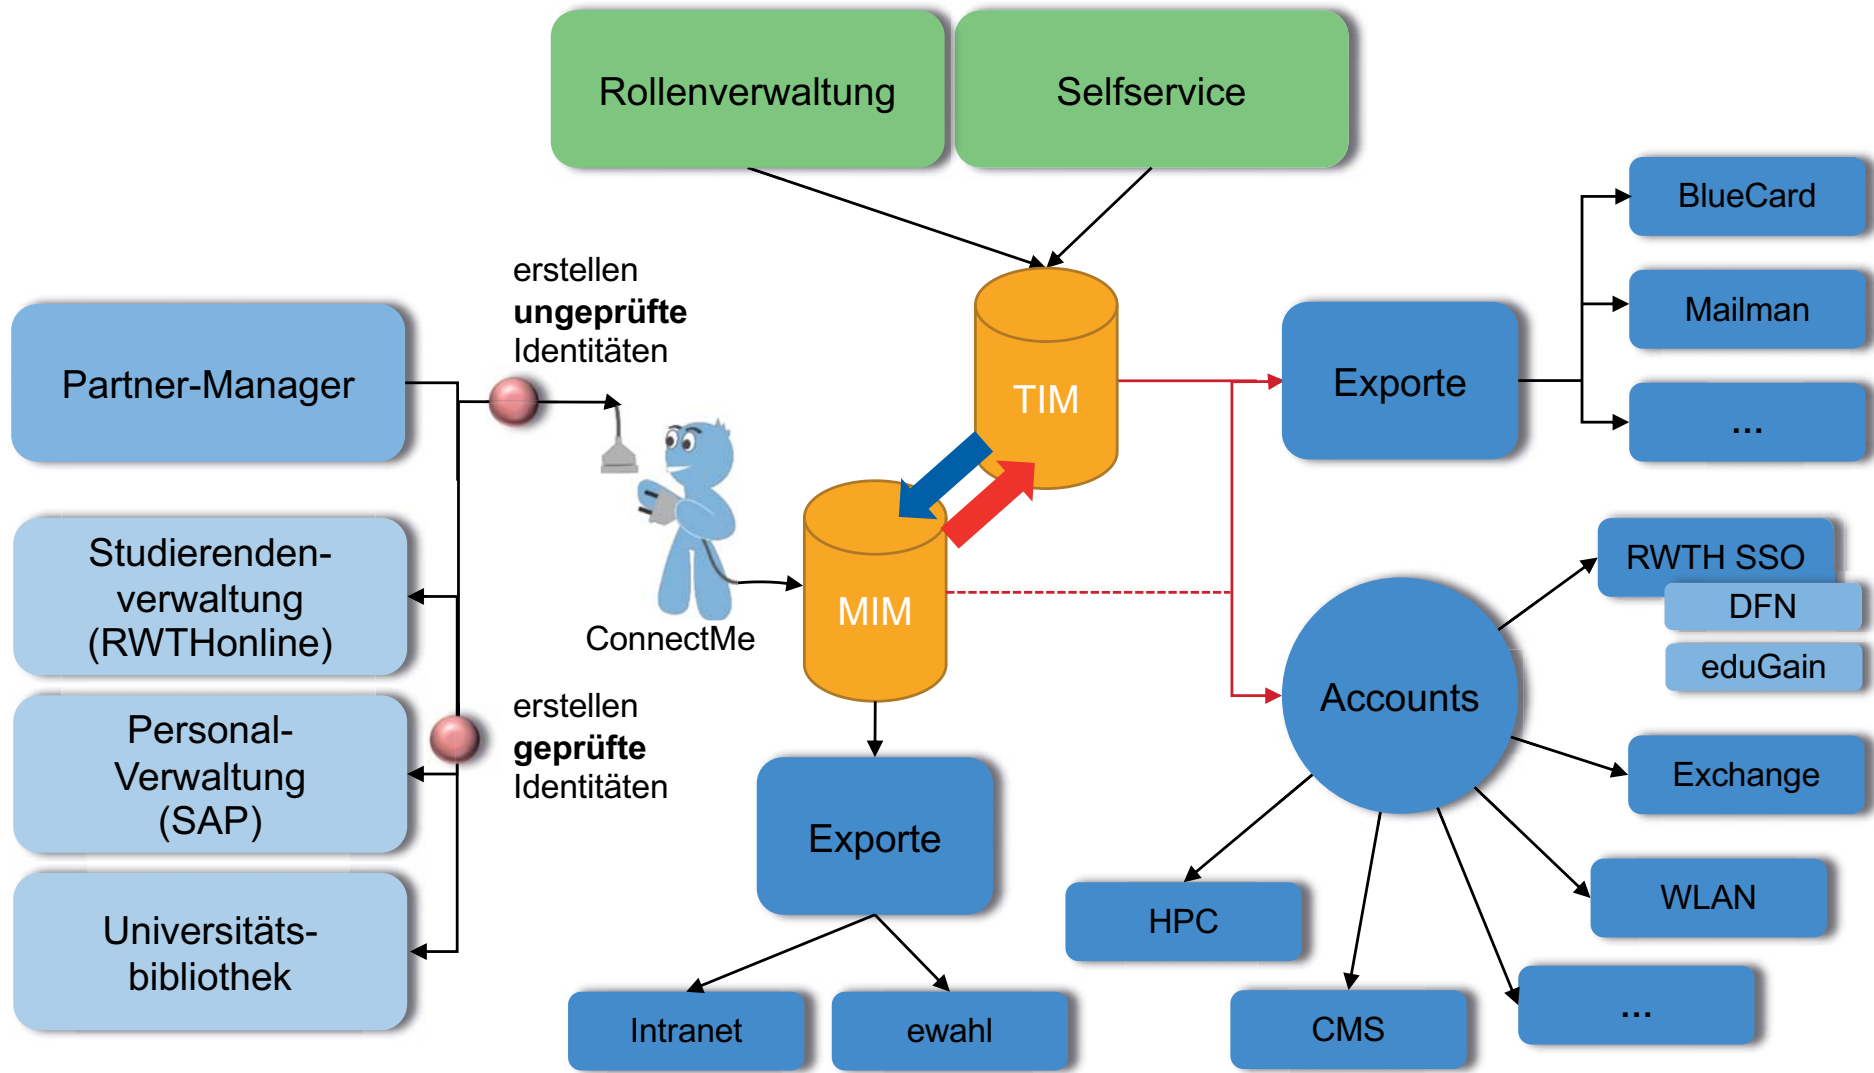 Rollenverwaltung
Selfservice
BlueCard
Mailman
...
Exporte
TIM
erstellen
ungeprüfte
Identitäten
Partner-Manager
Studierenden-
verwaltung
(RWTHonline)
Personal-
Verwaltung
(SAP)
Universitäts-
bibliothek
ConnectMe
MIM
erstellen
geprüfte
Identitäten
Exporte
Intranet
ewahl
Accounts
RWTH SSO
DFN
eduGain
Exchange
WLAN
...
CMS
HPC